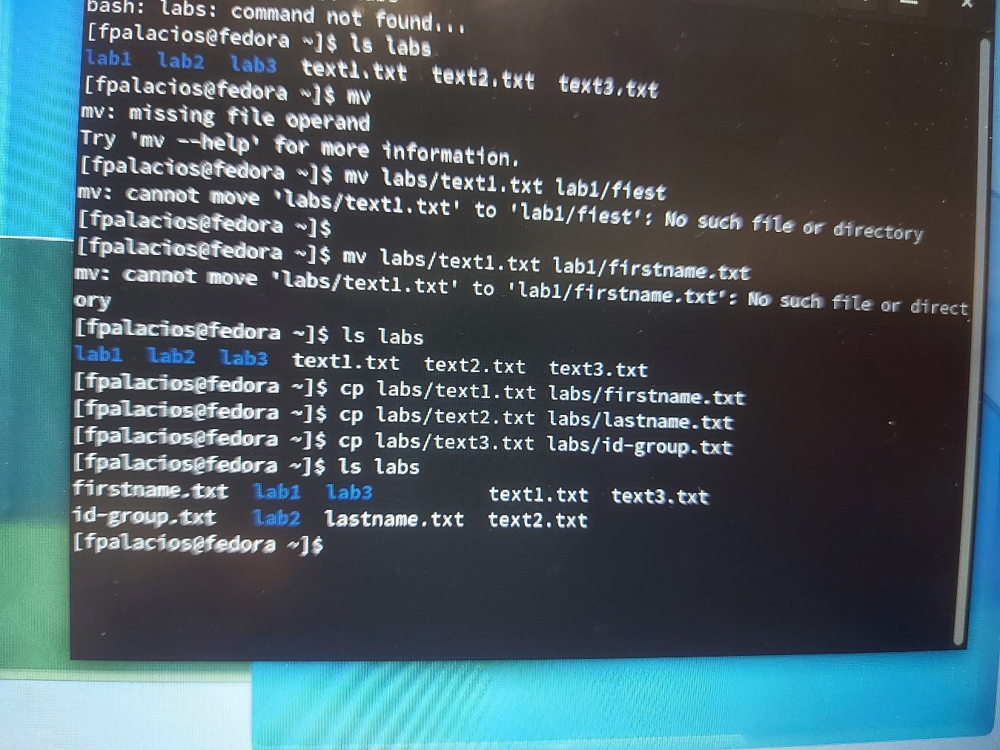 bash: labs: command not found...
[fpalacios@fedora ~]$ ls labs
lab1  lab2  lab3  text1.txt  text2.txt  text3.txt
[fpalacios@fedora ~]$ mv
mv: missing file operand
Try 'mv --help' for more information.
[fpalacios@fedora ~]$ mv labs/text1.txt lab1/fiest
mv: cannot move 'labs/text1.txt' to 'lab1/fiest': No such file or directory
[fpalacios@fedora ~]$
[fpalacios@fedora ~]$ mv labs/text1.txt lab1/firstname.txt
mv: cannot move 'labs/text1.txt' to 'lab1/firstname.txt': No such file or direct
ory
[fpalacios@fedora ~]$ ls labs
lab1  lab2  lab3  text1.txt  text2.txt  text3.txt
[fpalacios@fedora ~]$ cp labs/text1.txt labs/firstname.txt
[fpalacios@fedora ~]$ cp labs/text2.txt labs/lastname.txt
[fpalacios@fedora ~]$ cp labs/text3.txt labs/id-group.txt
[fpalacios@fedora ~]$ ls labs
firstname.txt  lab1  lab3          text1.txt  text3.txt
id-group.txt   lab2  lastname.txt  text2.txt
[fpalacios@fedora ~]$